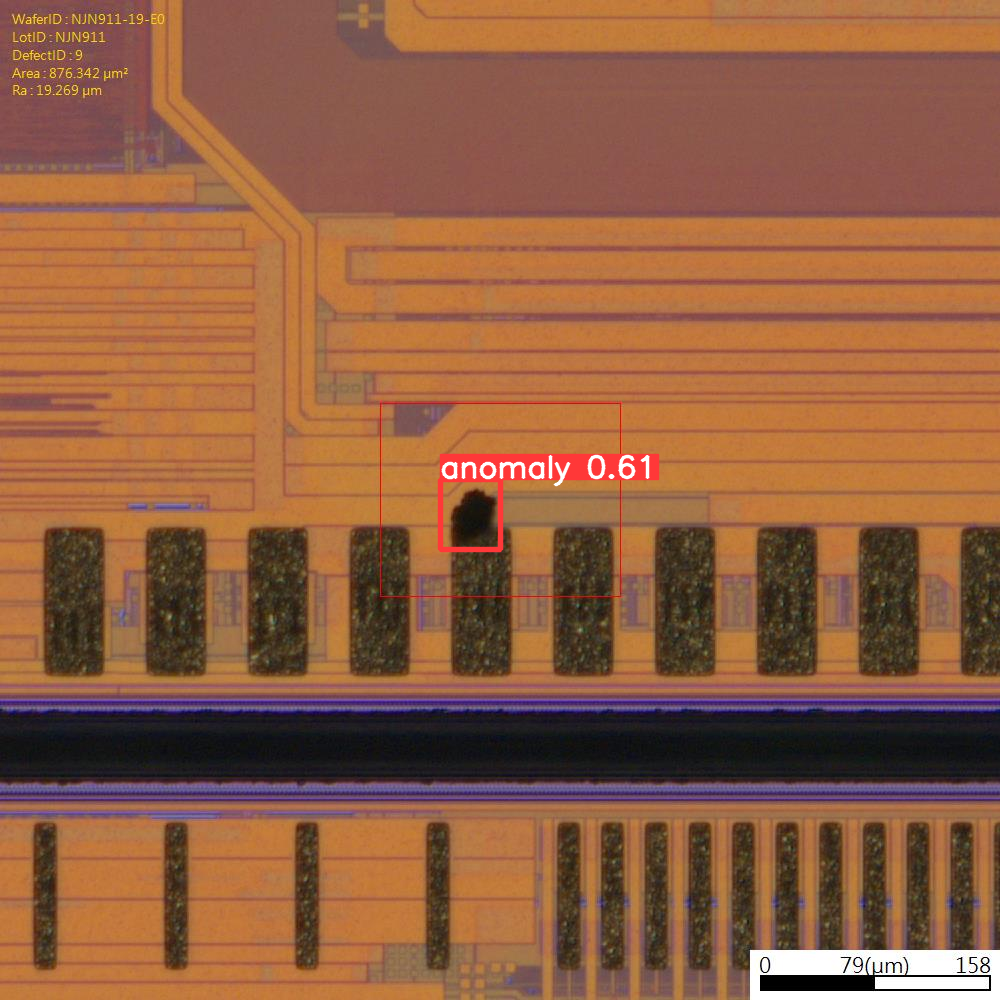 WaferID : NJN911-19-E0
LotID : NJN911
DefectID : 9
Area : 876.342 µm²
Ra : 19.269 µm
anomaly 0.61
0 79(µm) 158